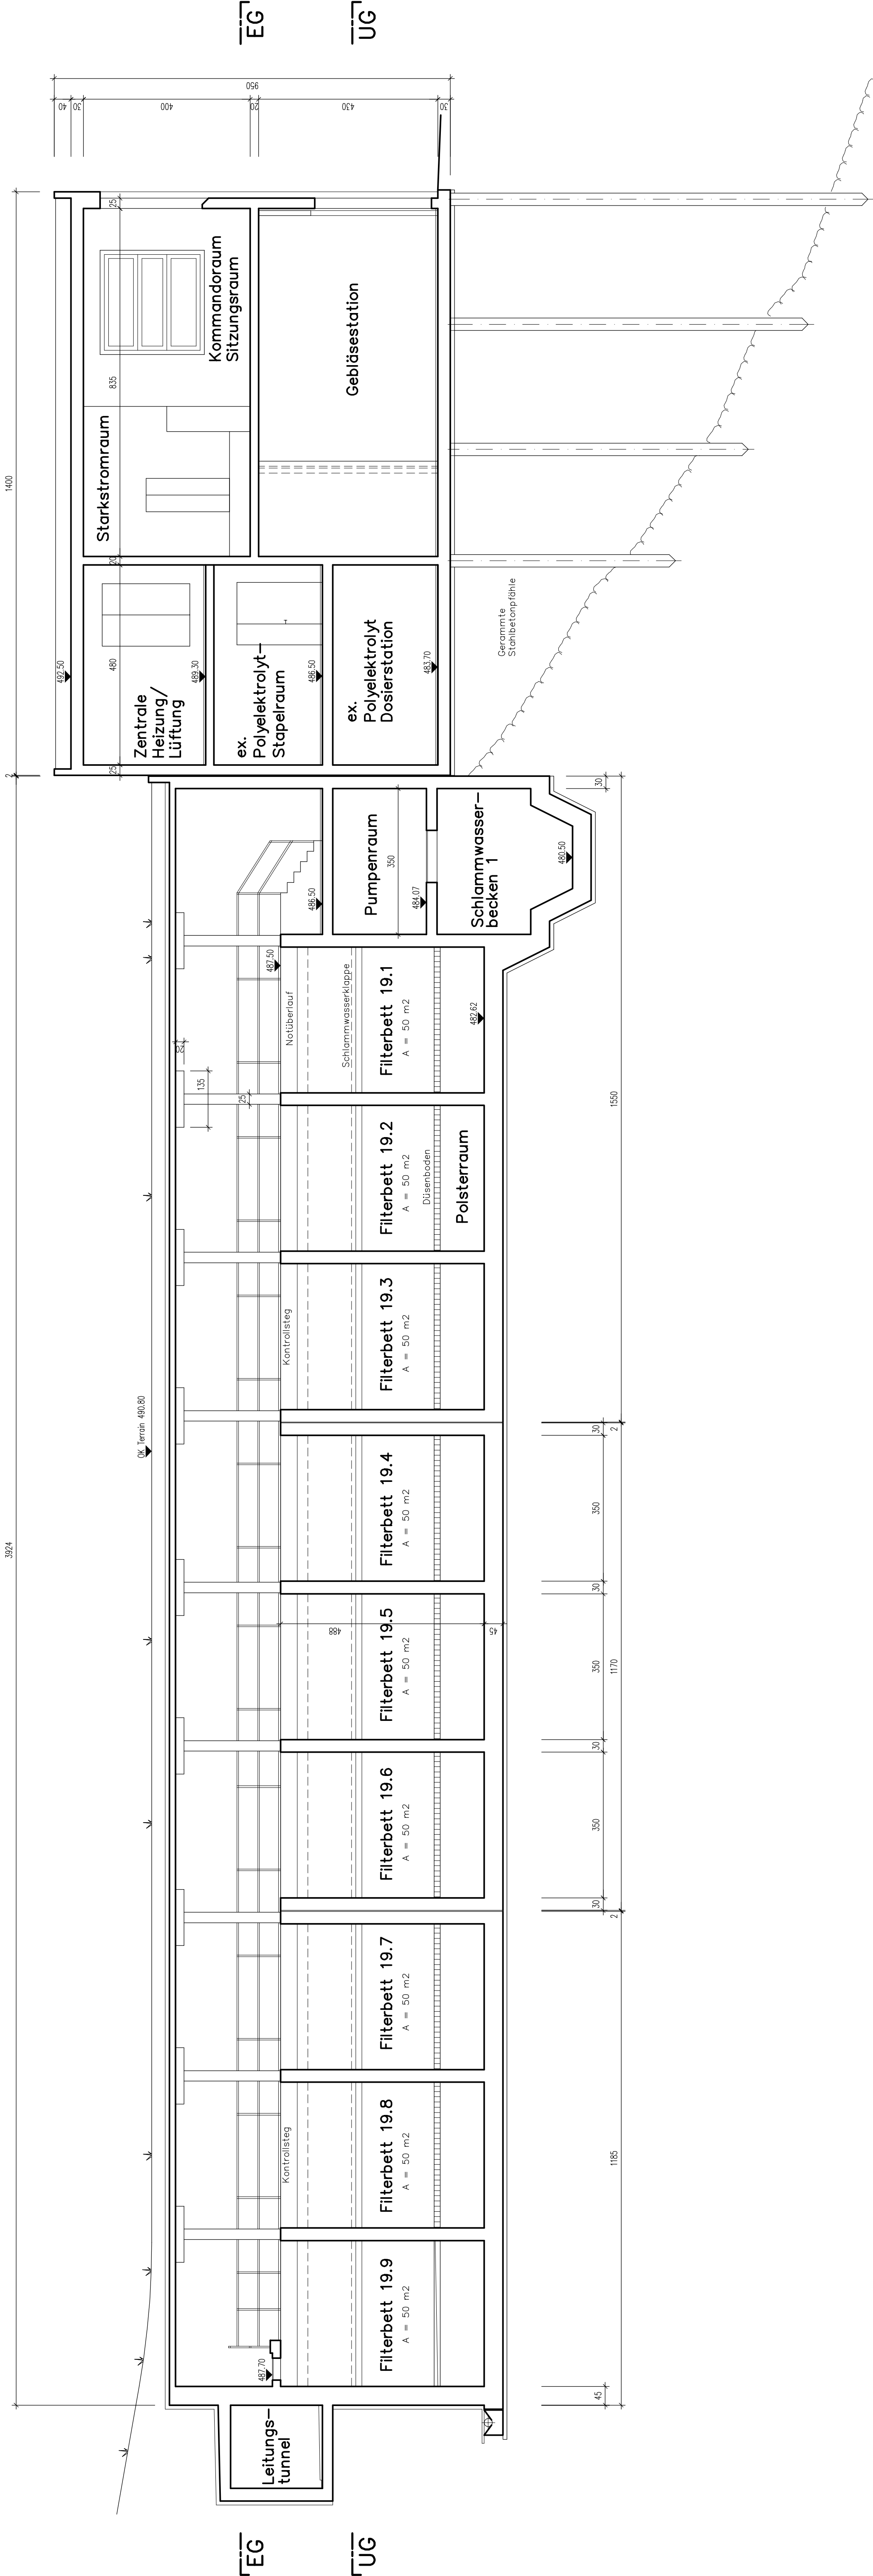 EG
UG
EG
UG
Leitungs-
tunnel
Filterbett 19.9
A = 50 m2
Filterbett 19.8
A = 50 m2
Filterbett 19.7
A = 50 m2
Filterbett 19.6
A = 50 m2
Filterbett 19.5
A = 50 m2
Filterbett 19.4
A = 50 m2
Filterbett 19.3
A = 50 m2
Filterbett 19.2
A = 50 m2
Filterbett 19.1
A = 50 m2
Kontrollsteg
Kontrollsteg
Notüberlauf
Schlammwasserklappe
Düsenboden
Polsterraum
Pumpenraum
Schlammwasser-
becken 1
Zentrale
Heizung/
Lüftung
ex.
Polyelektrolyt-
Stapelraum
ex.
Polyelektrolyt
Dosierstation
Starkstromraum
Kommandoraum
Sitzungsraum
Gebläsestation
Gerammte
Stahlbetonpfähle
OK Terrain 490.80
487.70
487.50
486.50
484.07
482.62
480.50
492.50
489.30
486.50
483.70
3924
2
1400
25
480
20
835
25
40
30
400
20
430
30
950
135
25
350
488
45
45
30
350
30
350
30
350
30
30
1185
2
1170
2
1550